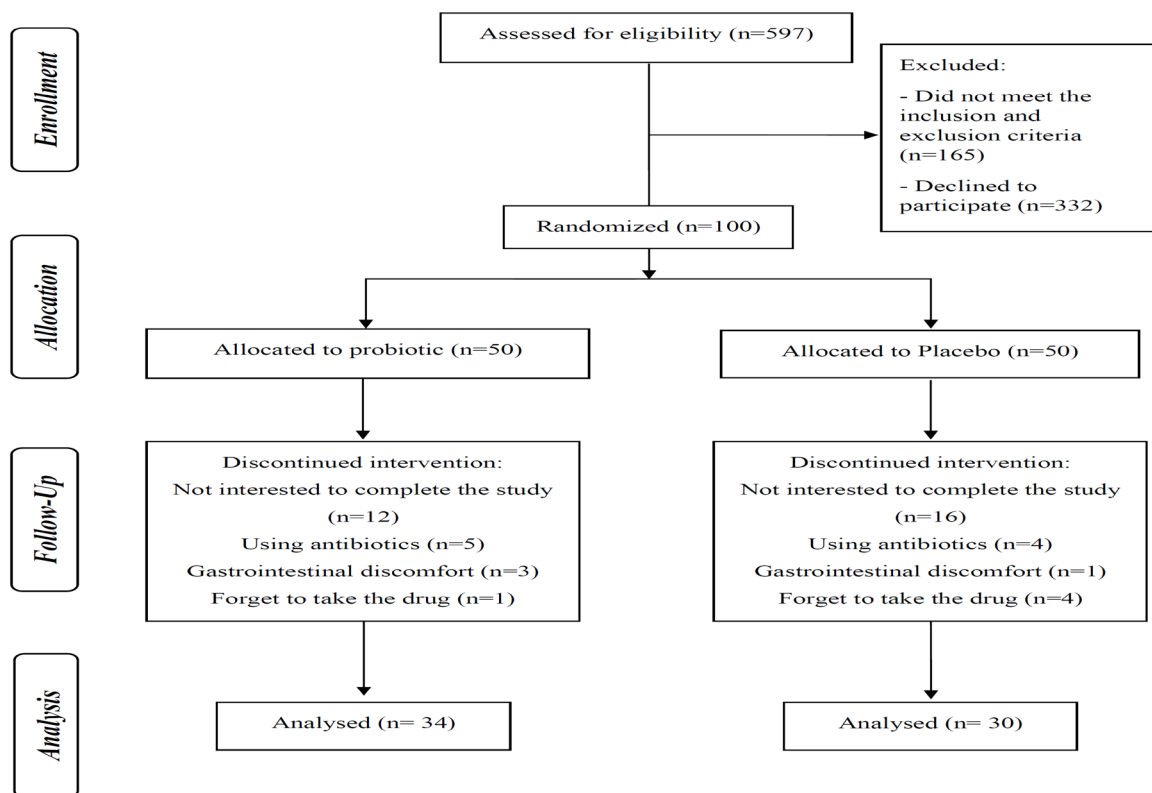 Enrollment
Assessed for eligibility (n=597)
Excluded:
- Did not meet the
inclusion and
exclusion criteria
(n=165)
- Declined to
participate (n=332)
Randomized (n=100)
Allocation
Allocated to probiotic (n=50)
Allocated to Placebo (n=50)
Follow-Up
Discontinued intervention:
Not interested to complete the study
(n=12)
Using antibiotics (n=5)
Gastrointestinal discomfort (n=3)
Forget to take the drug (n=1)
Discontinued intervention:
Not interested to complete the study
(n=16)
Using antibiotics (n=4)
Gastrointestinal discomfort (n=1)
Forget to take the drug (n=4)
Analysis
Analysed (n= 34)
Analysed (n= 30)